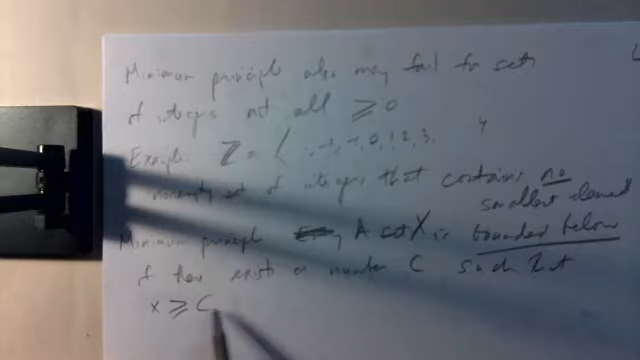 Minimum principle also may fail for sets
of integers not all ≥ 0
Example ℤ = { , -2, -1, 0, 1, 2, 3,
nonempty set of integers that contains no
smallest element
Minimum principle A set X is bounded below
if there exists a number C such that
x ≥ C